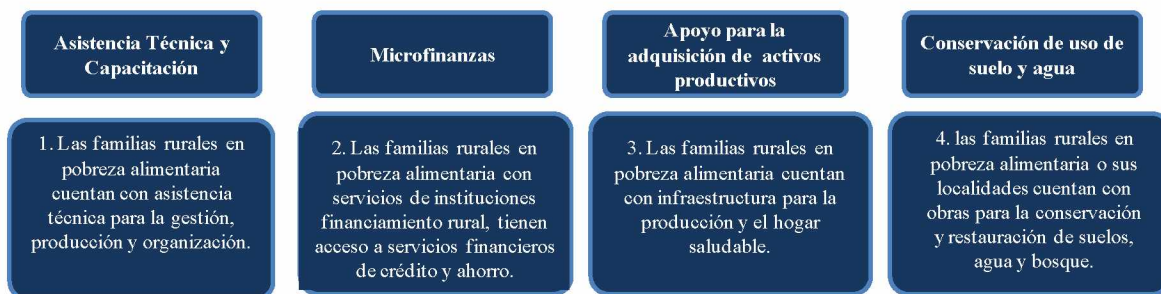 Asistencia Técnica y
Capacitación
Microfinanzas
Apoyo para la
adquisición de activos
productivos
Conservación de uso de
suelo y agua
1. Las familias rurales en
pobreza alimentaria
cuentan con asistencia
técnica para la gestión,
producción y organización.
2. Las familias rurales en
pobreza alimentaria con
servicios de instituciones
financiamiento rural, tienen
acceso a servicios financieros
de crédito y ahorro.
3. Las familias rurales en
pobreza alimentaria cuentan
con infraestructura para la
producción y el hogar
saludable.
4. las familias rurales en
pobreza alimentaria o sus
localidades cuentan con
obras para la conservación
y restauración de suelos,
agua y bosque.